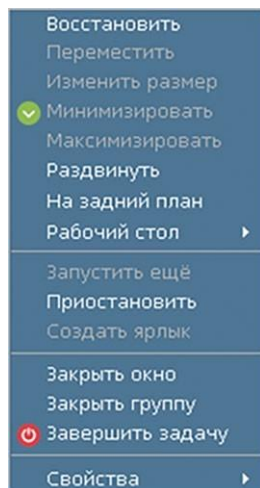 Восстановить
Переместить
Изменить размер
Минимизировать
Максимизировать
Раздвинуть
На задний план
Рабочий стол
Запустить ещё
Приостановить
Создать ярлык
Закрыть окно
Закрыть группу
Завершить задачу
Свойства